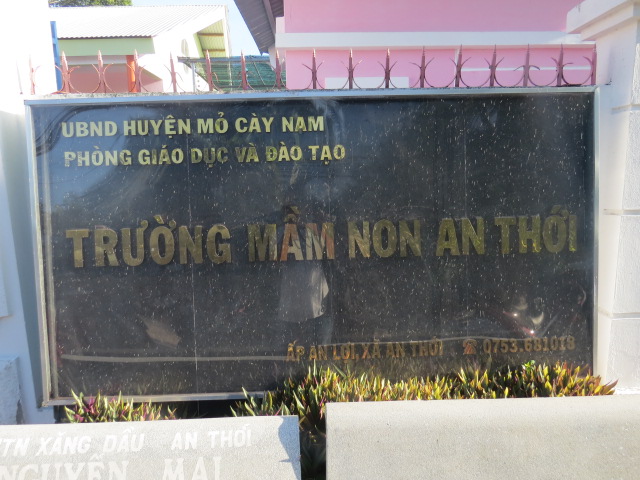 UBND HUYỆN MỎ CÀY NAM
PHÒNG GIÁO DỤC VÀ ĐÀO TẠO
TRƯỜNG MẦM NON AN THỚI
ẤP AN LỢI, XÃ AN THỚI ☎ 0753.681018
XĂNG DẦU AN THỚI
NGUYỄN MAI